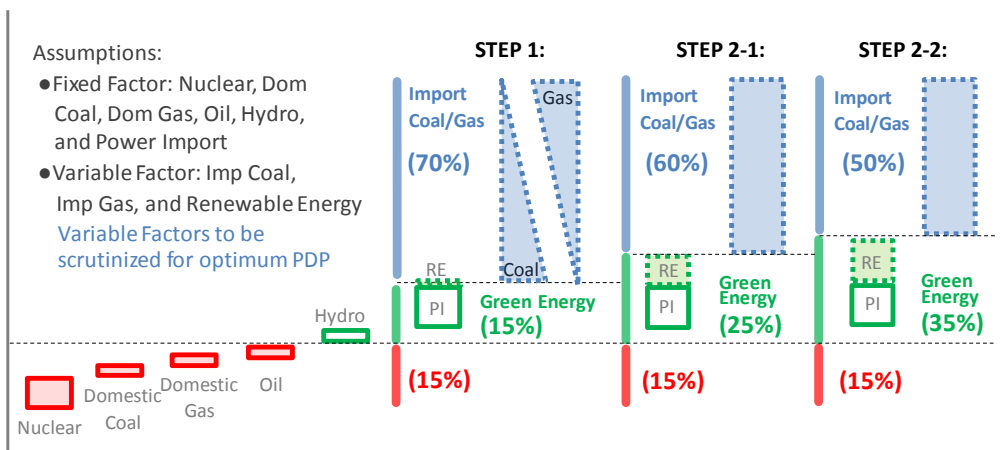 Assumptions:
●Fixed Factor: Nuclear, Dom
Coal, Dom Gas, Oil, Hydro,
and Power Import
●Variable Factor: Imp Coal,
Imp Gas, and Renewable Energy
Variable Factors to be
scrutinized for optimum PDP
Hydro
Oil
Domestic
Gas
Domestic
Coal
Nuclear
STEP 1:
Import
Coal/Gas
(70%)
Gas
Coal
RE
PI
Green Energy
(15%)
(15%)
STEP 2-1:
Import
Coal/Gas
(60%)
RE
PI
Green
Energy
(25%)
(15%)
STEP 2-2:
Import
Coal/Gas
(50%)
RE
PI
Green
Energy
(35%)
(15%)